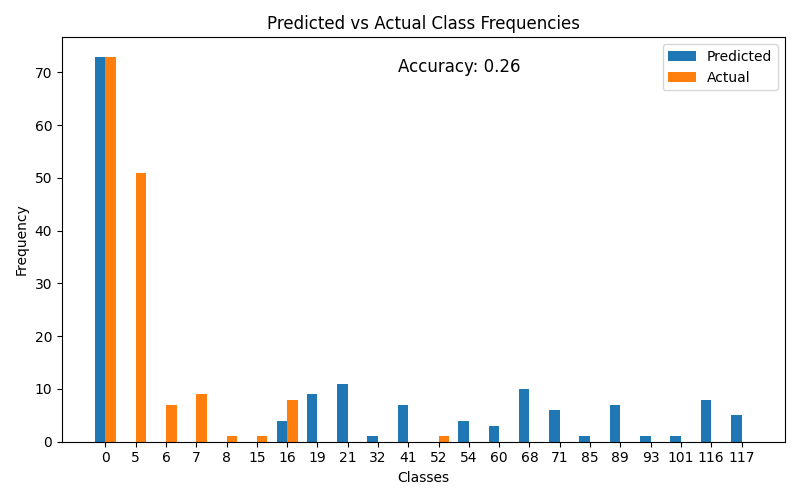 Predicted vs Actual Class Frequencies
Accuracy: 0.26
Predicted
Actual
Frequency
70
60
50
40
30
20
10
0
0 5 6 7 8 15 16 19 21 32 41 52 54 60 68 71 85 89 93 101 116 117
Classes